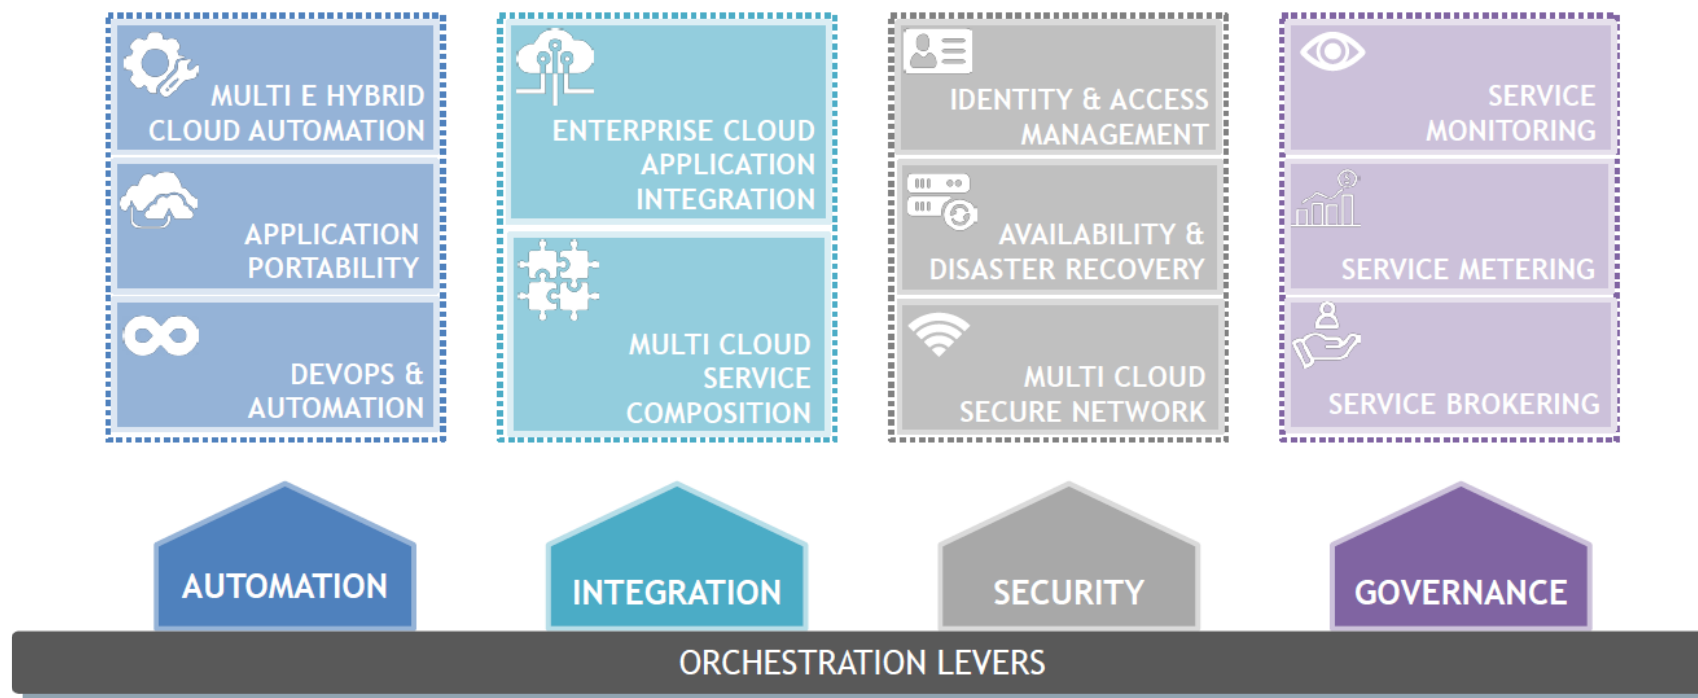 MULTI E HYBRID
CLOUD AUTOMATION
APPLICATION
PORTABILITY
DEVOPS &
AUTOMATION
ENTERPRISE CLOUD
APPLICATION
INTEGRATION
MULTI CLOUD
SERVICE
COMPOSITION
IDENTITY & ACCESS
MANAGEMENT
AVAILABILITY &
DISASTER RECOVERY
MULTI CLOUD
SECURE NETWORK
SERVICE
MONITORING
SERVICE METERING
SERVICE BROKERING
AUTOMATION
INTEGRATION
SECURITY
GOVERNANCE
ORCHESTRATION LEVERS